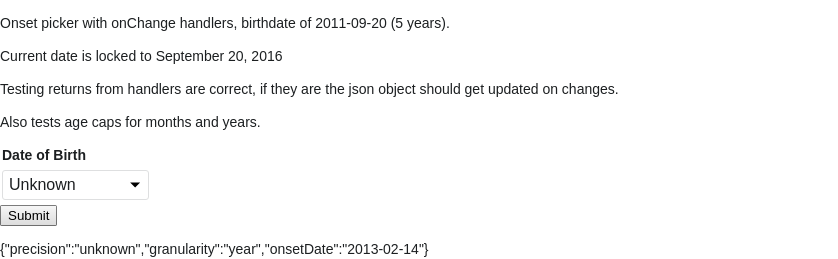 Onset picker with onChange handlers, birthdate of 2011-09-20 (5 years).
Current date is locked to September 20, 2016
Testing returns from handlers are correct, if they are the json object should get updated on changes.
Also tests age caps for months and years.
Date of Birth
Unknown
Submit
{"precision":"unknown","granularity":"year","onsetDate":"2013-02-14"}